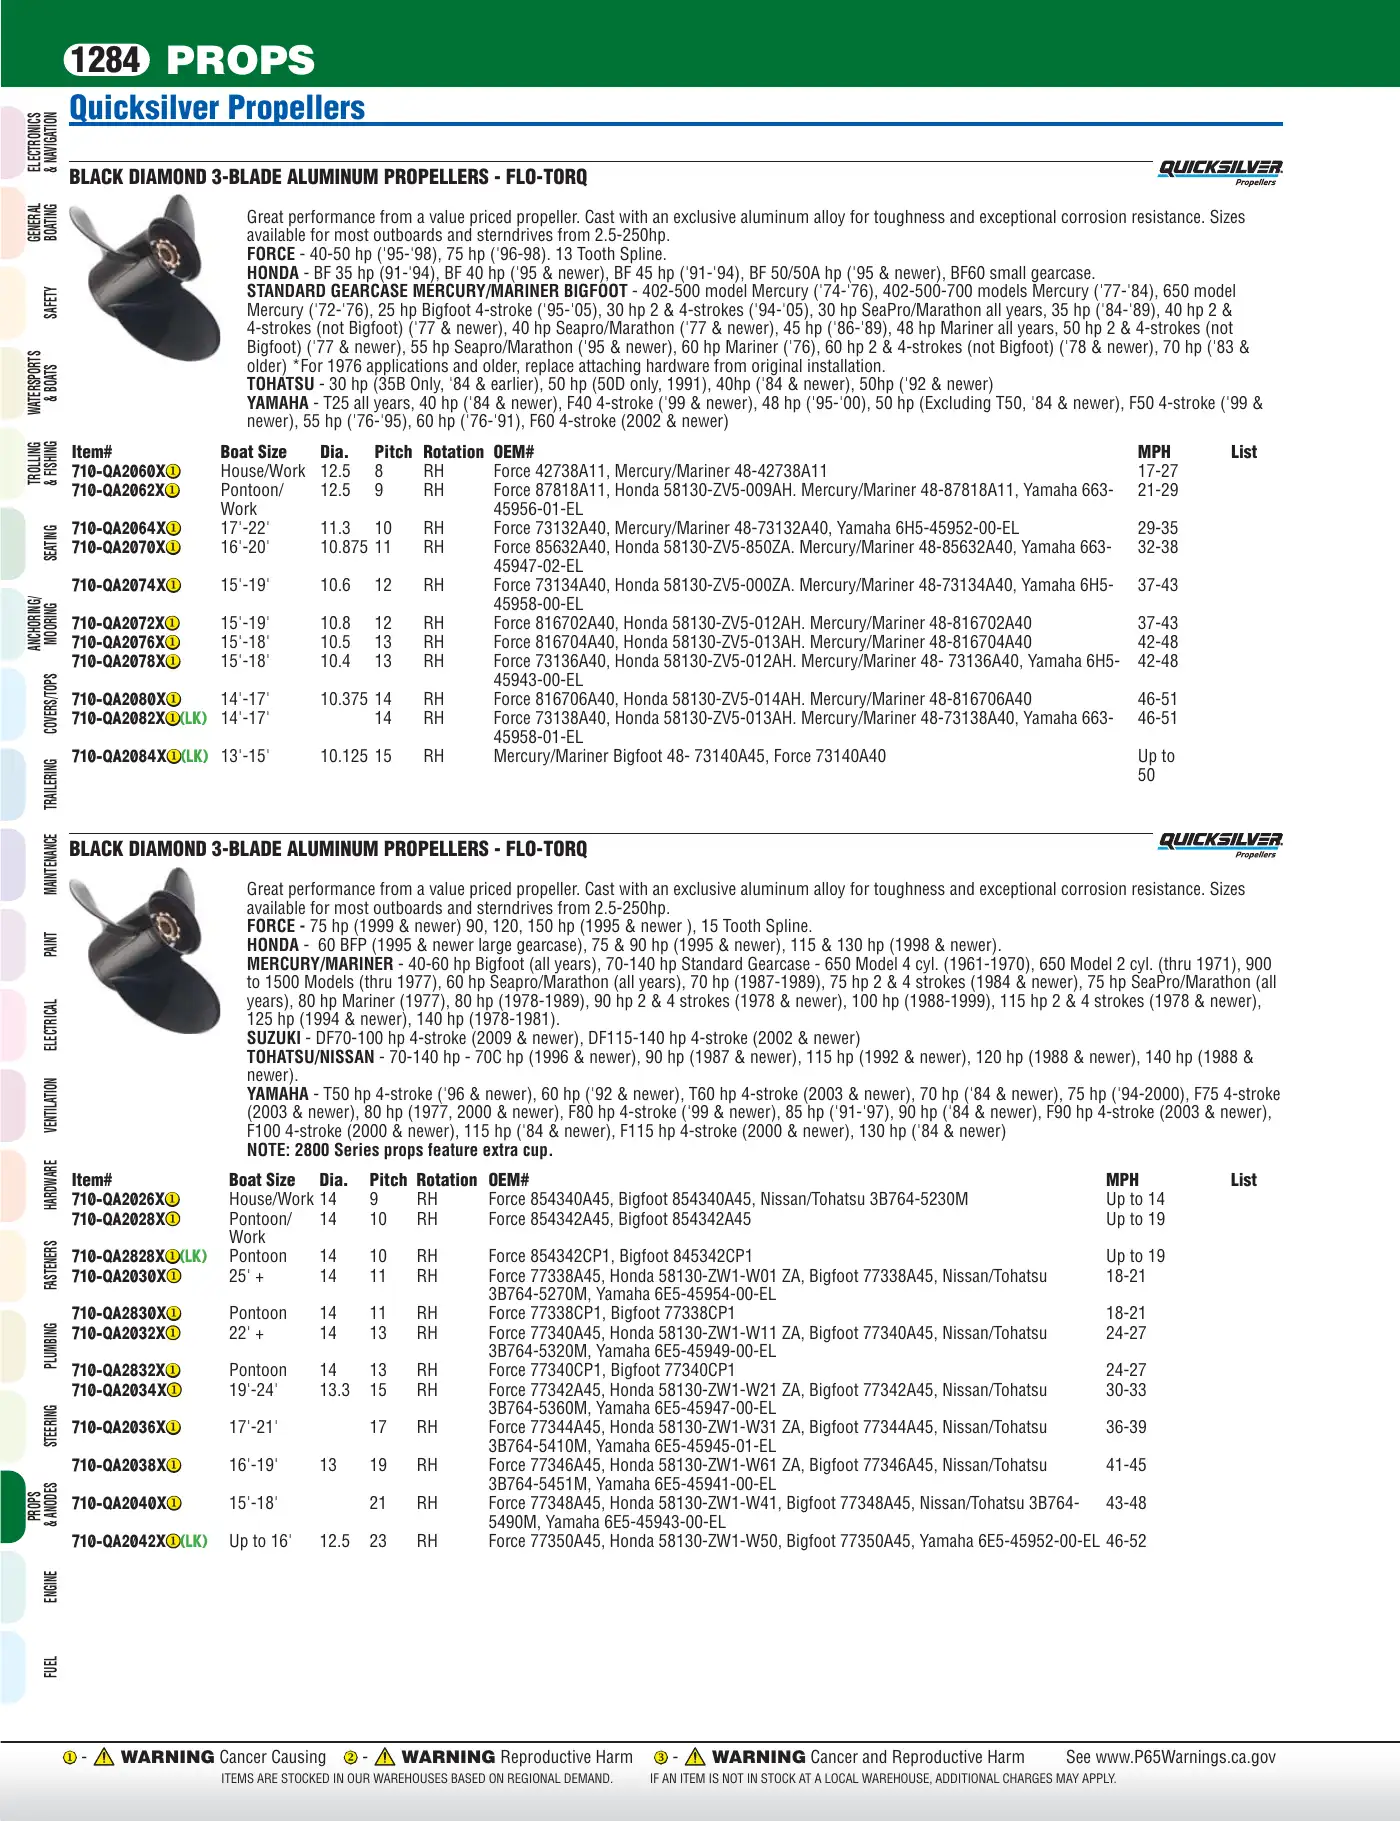 1284 PROPS
Quicksilver Propellers
ELECTRONICS
& NAVIGATION
GENERAL
BOATING
SAFETY
WATERSPORTS
& BOATS
TROLLING
& FISHING
SEATING
ANCHORING/
MOORING
COVERS/TOPS
TRAILERING
MAINTENANCE
PAINT
ELECTRICAL
VENTILATION
HARDWARE
FASTENERS
PLUMBING
STEERING
PROPS
& ANODES
ENGINE
FUEL
BLACK DIAMOND 3-BLADE ALUMINUM PROPELLERS - FLO-TORQ
QUICKSILVER
Propellers
Great performance from a value priced propeller. Cast with an exclusive aluminum alloy for toughness and exceptional corrosion resistance. Sizes
available for most outboards and sterndrives from 2.5-250hp.
FORCE - 40-50 hp ('95-'98), 75 hp ('96-98). 13 Tooth Spline.
HONDA - BF 35 hp (91-'94), BF 40 hp ('95 & newer), BF 45 hp ('91-'94), BF 50/50A hp ('95 & newer), BF60 small gearcase.
STANDARD GEARCASE MERCURY/MARINER BIGFOOT - 402-500 model Mercury ('74-'76), 402-500-700 models Mercury ('77-'84), 650 model
Mercury ('72-'76), 25 hp Bigfoot 4-stroke ('95-'05), 30 hp 2 & 4-strokes ('94-'05), 30 hp SeaPro/Marathon all years, 35 hp ('84-'89), 40 hp 2 &
4-strokes (not Bigfoot) ('77 & newer), 40 hp Seapro/Marathon ('77 & newer), 45 hp ('86-'89), 48 hp Mariner all years, 50 hp 2 & 4-strokes (not
Bigfoot) ('77 & newer), 55 hp Seapro/Marathon ('95 & newer), 60 hp Mariner ('76), 60 hp 2 & 4-strokes (not Bigfoot) ('78 & newer), 70 hp ('83 &
older) *For 1976 applications and older, replace attaching hardware from original installation.
TOHATSU - 30 hp (35B Only, '84 & earlier), 50 hp (50D only, 1991), 40hp ('84 & newer), 50hp ('92 & newer)
YAMAHA - T25 all years, 40 hp ('84 & newer), F40 4-stroke ('99 & newer), 48 hp ('95-'00), 50 hp (Excluding T50, '84 & newer), F50 4-stroke ('99 &
newer), 55 hp ('76-'95), 60 hp ('76-'91), F60 4-stroke (2002 & newer)
Item# Boat Size Dia. Pitch Rotation OEM# MPH List
710-QA2060X① House/Work 12.5 8 RH Force 42738A11, Mercury/Mariner 48-42738A11 17-27
710-QA2062X① Pontoon/ 12.5 9 RH Force 87818A11, Honda 58130-ZV5-009AH. Mercury/Mariner 48-87818A11, Yamaha 663- 21-29
Work 45956-01-EL
710-QA2064X① 17'-22' 11.3 10 RH Force 73132A40, Mercury/Mariner 48-73132A40, Yamaha 6H5-45952-00-EL 29-35
710-QA2070X① 16'-20' 10.875 11 RH Force 85632A40, Honda 58130-ZV5-850ZA. Mercury/Mariner 48-85632A40, Yamaha 663- 32-38
45947-02-EL
710-QA2074X① 15'-19' 10.6 12 RH Force 73134A40, Honda 58130-ZV5-000ZA. Mercury/Mariner 48-73134A40, Yamaha 6H5- 37-43
45958-00-EL
710-QA2072X① 15'-19' 10.8 12 RH Force 816702A40, Honda 58130-ZV5-012AH. Mercury/Mariner 48-816702A40 37-43
710-QA2076X① 15'-18' 10.5 13 RH Force 816704A40, Honda 58130-ZV5-013AH. Mercury/Mariner 48-816704A40 42-48
710-QA2078X① 15'-18' 10.4 13 RH Force 73136A40, Honda 58130-ZV5-012AH. Mercury/Mariner 48- 73136A40, Yamaha 6H5- 42-48
45943-00-EL
710-QA2080X① 14'-17' 10.375 14 RH Force 816706A40, Honda 58130-ZV5-014AH. Mercury/Mariner 48-816706A40 46-51
710-QA2082X①(LK) 14'-17' 14 RH Force 73138A40, Honda 58130-ZV5-013AH. Mercury/Mariner 48-73138A40, Yamaha 663- 46-51
45958-01-EL
710-QA2084X①(LK) 13'-15' 10.125 15 RH Mercury/Mariner Bigfoot 48- 73140A45, Force 73140A40 Up to
50
BLACK DIAMOND 3-BLADE ALUMINUM PROPELLERS - FLO-TORQ
QUICKSILVER
Propellers
Great performance from a value priced propeller. Cast with an exclusive aluminum alloy for toughness and exceptional corrosion resistance. Sizes
available for most outboards and sterndrives from 2.5-250hp.
FORCE - 75 hp (1999 & newer) 90, 120, 150 hp (1995 & newer ), 15 Tooth Spline.
HONDA - 60 BFP (1995 & newer large gearcase), 75 & 90 hp (1995 & newer), 115 & 130 hp (1998 & newer).
MERCURY/MARINER - 40-60 hp Bigfoot (all years), 70-140 hp Standard Gearcase - 650 Model 4 cyl. (1961-1970), 650 Model 2 cyl. (thru 1971), 900
to 1500 Models (thru 1977), 60 hp Seapro/Marathon (all years), 70 hp (1987-1989), 75 hp 2 & 4 strokes (1984 & newer), 75 hp SeaPro/Marathon (all
years), 80 hp Mariner (1977), 80 hp (1978-1989), 90 hp 2 & 4 strokes (1978 & newer), 100 hp (1988-1999), 115 hp 2 & 4 strokes (1978 & newer),
125 hp (1994 & newer), 140 hp (1978-1981).
SUZUKI - DF70-100 hp 4-stroke (2009 & newer), DF115-140 hp 4-stroke (2002 & newer)
TOHATSU/NISSAN - 70-140 hp - 70C hp (1996 & newer), 90 hp (1987 & newer), 115 hp (1992 & newer), 120 hp (1988 & newer), 140 hp (1988 &
newer).
YAMAHA - T50 hp 4-stroke ('96 & newer), 60 hp ('92 & newer), T60 hp 4-stroke (2003 & newer), 70 hp ('84 & newer), 75 hp ('94-2000), F75 4-stroke
(2003 & newer), 80 hp (1977, 2000 & newer), F80 hp 4-stroke ('99 & newer), 85 hp ('91-'97), 90 hp ('84 & newer), F90 hp 4-stroke (2003 & newer),
F100 4-stroke (2000 & newer), 115 hp ('84 & newer), F115 hp 4-stroke (2000 & newer), 130 hp ('84 & newer)
NOTE: 2800 Series props feature extra cup.
Item# Boat Size Dia. Pitch Rotation OEM# MPH List
710-QA2026X① House/Work 14 9 RH Force 854340A45, Bigfoot 854340A45, Nissan/Tohatsu 3B764-5230M Up to 14
710-QA2028X① Pontoon/ 14 10 RH Force 854342A45, Bigfoot 854342A45 Up to 19
Work
710-QA2828X①(LK) Pontoon 14 10 RH Force 854342CP1, Bigfoot 845342CP1 Up to 19
710-QA2030X① 25' + 14 11 RH Force 77338A45, Honda 58130-ZW1-W01 ZA, Bigfoot 77338A45, Nissan/Tohatsu 18-21
3B764-5270M, Yamaha 6E5-45954-00-EL
710-QA2830X① Pontoon 14 11 RH Force 77338CP1, Bigfoot 77338CP1 18-21
710-QA2032X① 22' + 14 13 RH Force 77340A45, Honda 58130-ZW1-W11 ZA, Bigfoot 77340A45, Nissan/Tohatsu 24-27
3B764-5320M, Yamaha 6E5-45949-00-EL
710-QA2832X① Pontoon 14 13 RH Force 77340CP1, Bigfoot 77340CP1 24-27
710-QA2034X① 19'-24' 13.3 15 RH Force 77342A45, Honda 58130-ZW1-W21 ZA, Bigfoot 77342A45, Nissan/Tohatsu 30-33
3B764-5360M, Yamaha 6E5-45947-00-EL
710-QA2036X① 17'-21' 17 RH Force 77344A45, Honda 58130-ZW1-W31 ZA, Bigfoot 77344A45, Nissan/Tohatsu 36-39
3B764-5410M, Yamaha 6E5-45945-01-EL
710-QA2038X① 16'-19' 13 19 RH Force 77346A45, Honda 58130-ZW1-W61 ZA, Bigfoot 77346A45, Nissan/Tohatsu 41-45
3B764-5451M, Yamaha 6E5-45941-00-EL
710-QA2040X① 15'-18' 21 RH Force 77348A45, Honda 58130-ZW1-W41, Bigfoot 77348A45, Nissan/Tohatsu 3B764- 43-48
5490M, Yamaha 6E5-45943-00-EL
710-QA2042X①(LK) Up to 16' 12.5 23 RH Force 77350A45, Honda 58130-ZW1-W50, Bigfoot 77350A45, Yamaha 6E5-45952-00-EL 46-52
① - ⚠ WARNING Cancer Causing ② - ⚠ WARNING Reproductive Harm ③ - ⚠ WARNING Cancer and Reproductive Harm See www.P65Warnings.ca.gov
ITEMS ARE STOCKED IN OUR WAREHOUSES BASED ON REGIONAL DEMAND. IF AN ITEM IS NOT IN STOCK AT A LOCAL WAREHOUSE, ADDITIONAL CHARGES MAY APPLY.